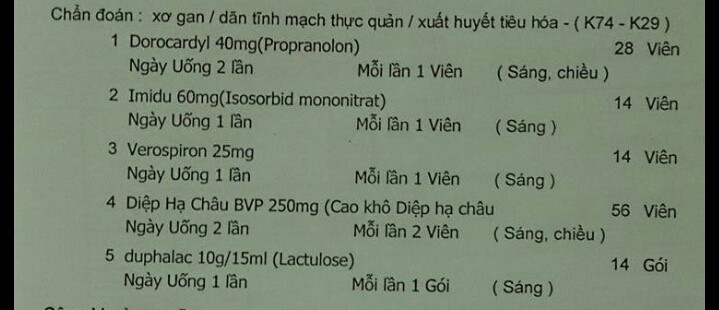 Chẩn đoán : xơ gan / dãn tĩnh mạch thực quản / xuất huyết tiêu hóa - ( K74 - K29 )
1 Dorocardyl 40mg(Propranolon) 28 Viên
Ngày Uống 2 lần Mỗi lần 1 Viên ( Sáng, chiều )
2 Imidu 60mg(Isosorbid mononitrat) 14 Viên
Ngày Uống 1 lần Mỗi lần 1 Viên ( Sáng )
3 Verospiron 25mg 14 Viên
Ngày Uống 1 lần Mỗi lần 1 Viên ( Sáng )
4 Diệp Hạ Châu BVP 250mg (Cao khô Diệp hạ châu 56 Viên
Ngày Uống 2 lần Mỗi lần 2 Viên ( Sáng, chiều )
5 duphalac 10g/15ml (Lactulose) 14 Gói
Ngày Uống 1 lần Mỗi lần 1 Gói ( Sáng )